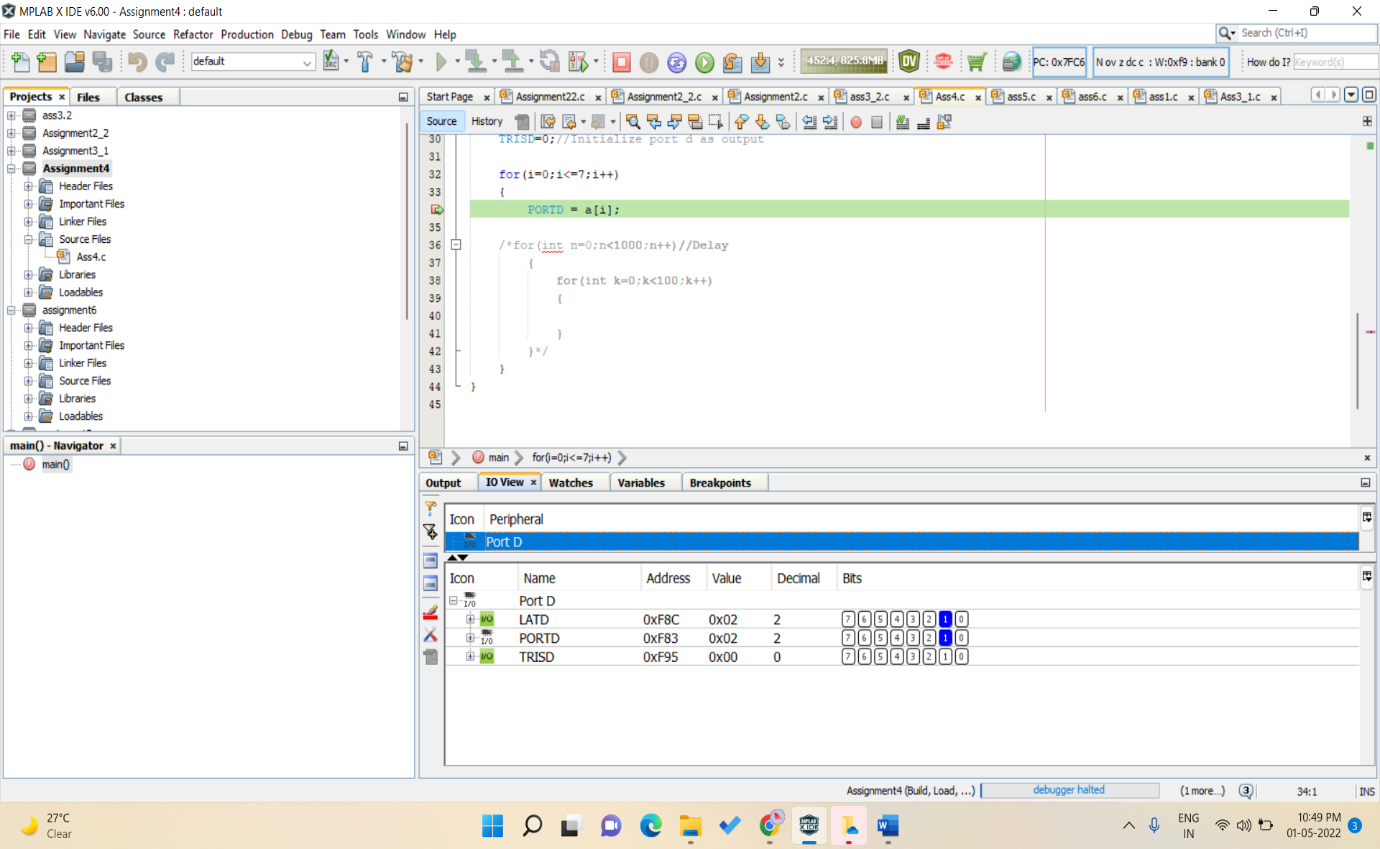 MPLAB X IDE v6.00 - Assignment4 : default
File Edit View Navigate Source Refactor Production Debug Team Tools Window Help
Search (Ctrl+I)
default
452.4/825.8MB
PC: 0x7FC6
N ov z dc c : W:0xf9 : bank 0
How do I? Keyword(s)
Projects Files Classes
ass3.2
Assignment2_2
Assignment3_1
Assignment4
Header Files
Important Files
Linker Files
Source Files
Ass4.c
Libraries
Loadables
assignment6
Header Files
Important Files
Linker Files
Source Files
Libraries
Loadables
main() - Navigator
main()
Start Page Assignment22.c Assignment2_2.c Assignment2.c ass3_2.c Ass4.c ass5.c ass6.c ass1.c Ass3_1.c
Source History
30 TRISD=0;//Initialize port d as output
31
32 for(i=0;i<=7;i++)
33 {
PORTD = a[i];
35
36 /*for(int n=0;n<1000;n++)//Delay
37 {
38 for(int k=0;k<100;k++)
39 {
40
41 }
42 }*/
43 }
44 }
45
main for(i=0;i<=7;i++)
Output IO View Watches Variables Breakpoints
Icon Peripheral
I/O Port D
Icon Name Address Value Decimal Bits
I/O Port D
I/O LATD 0xF8C 0x02 2 7 6 5 4 3 2 1 0
I/O PORTD 0xF83 0x02 2 7 6 5 4 3 2 1 0
I/O TRISD 0xF95 0x00 0 7 6 5 4 3 2 1 0
Assignment4 (Build, Load, ...) debugger halted (1 more...) 3 34:1 INS
27°C
Clear
ENG
IN
10:49 PM
01-05-2022
3